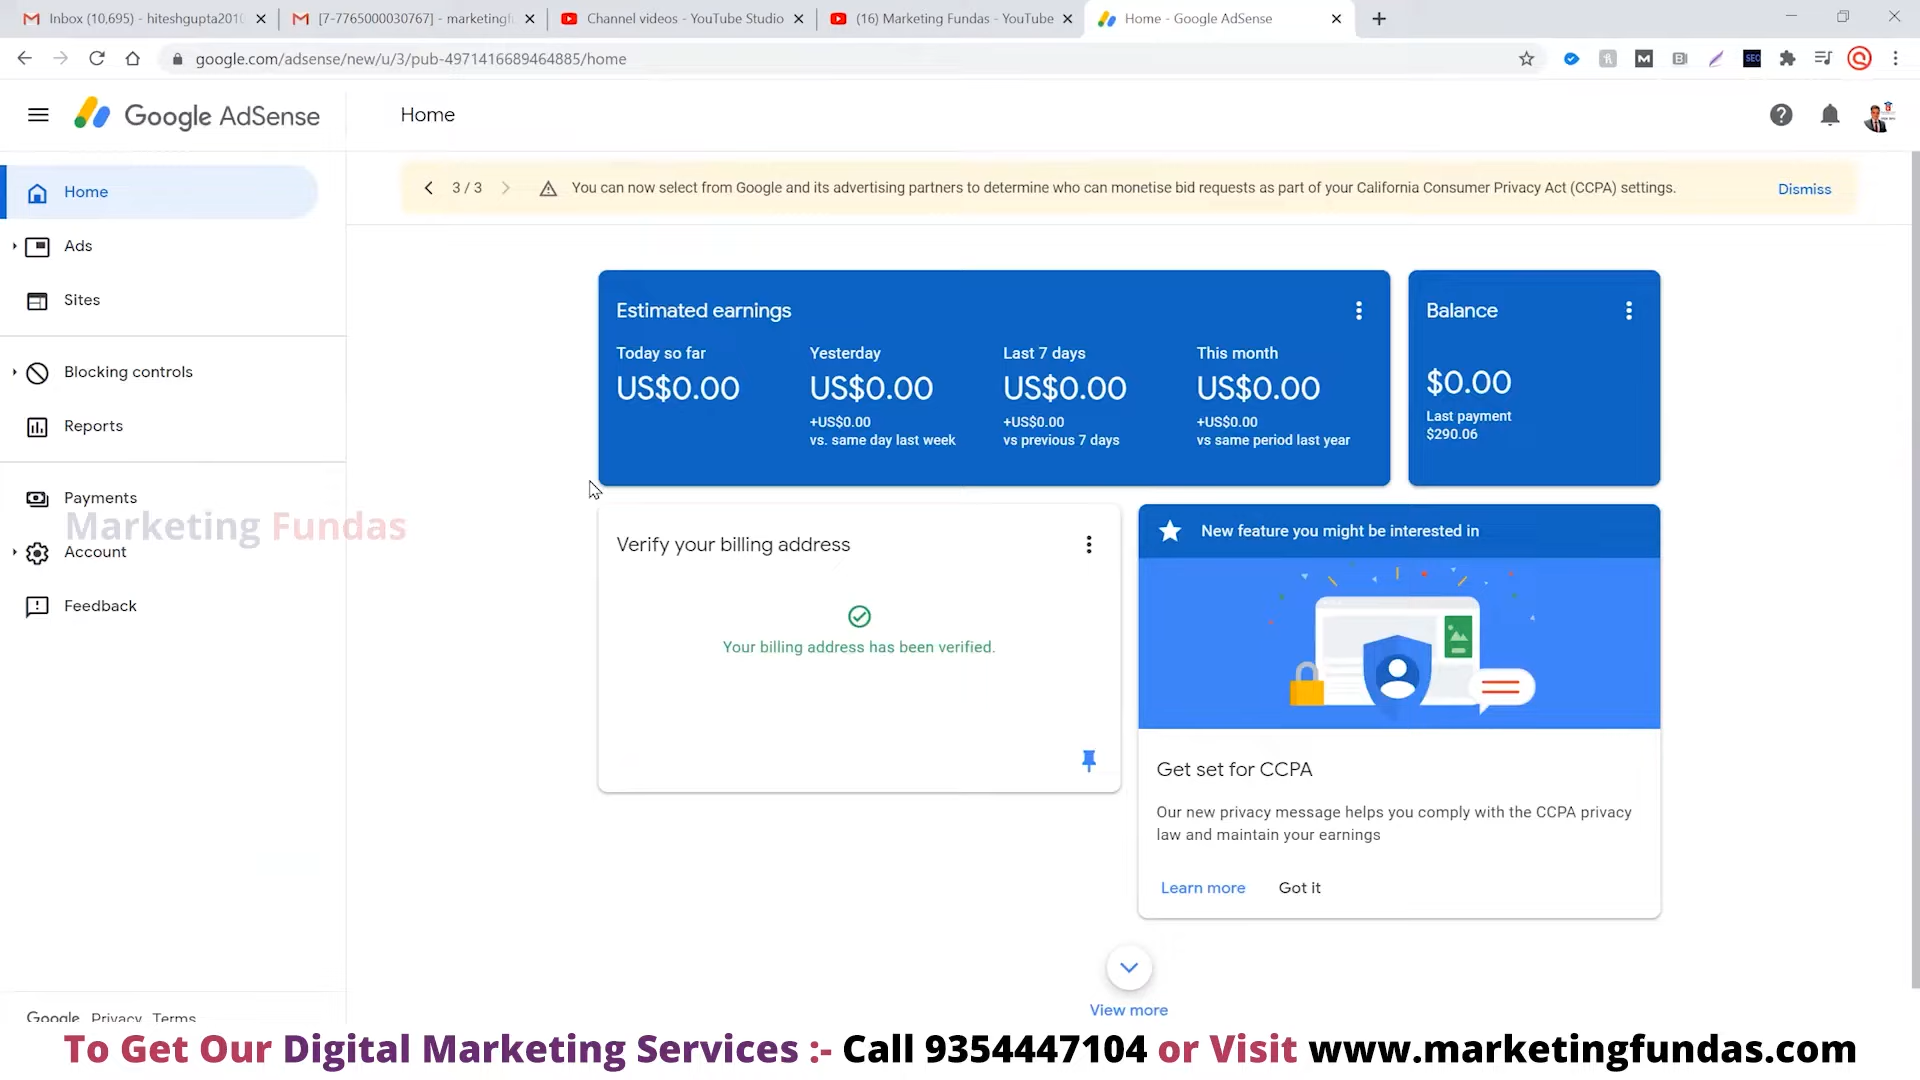 Inbox (10,695) - hiteshgupta2010
[7-7765000030767] - marketingf
Channel videos - YouTube Studio
(16) Marketing Fundas - YouTube
Home - Google AdSense
google.com/adsense/new/u/3/pub-4971416689464885/home
SEO
Google AdSense
Home
Home
3 / 3
You can now select from Google and its advertising partners to determine who can monetise bid requests as part of your California Consumer Privacy Act (CCPA) settings.
Dismiss
Ads
Sites
Blocking controls
Reports
Payments
Marketing Fundas
Account
Feedback
Estimated earnings
Today so far
US$0.00
Yesterday
US$0.00
+US$0.00
vs. same day last week
Last 7 days
US$0.00
+US$0.00
vs previous 7 days
This month
US$0.00
+US$0.00
vs same period last year
Balance
$0.00
Last payment
$290.06
Verify your billing address
Your billing address has been verified.
New feature you might be interested in
Get set for CCPA
Our new privacy message helps you comply with the CCPA privacy
law and maintain your earnings
Learn more
Got it
View more
Google Privacy Terms
To Get Our Digital Marketing Services :- Call 9354447104 or Visit www.marketingfundas.com